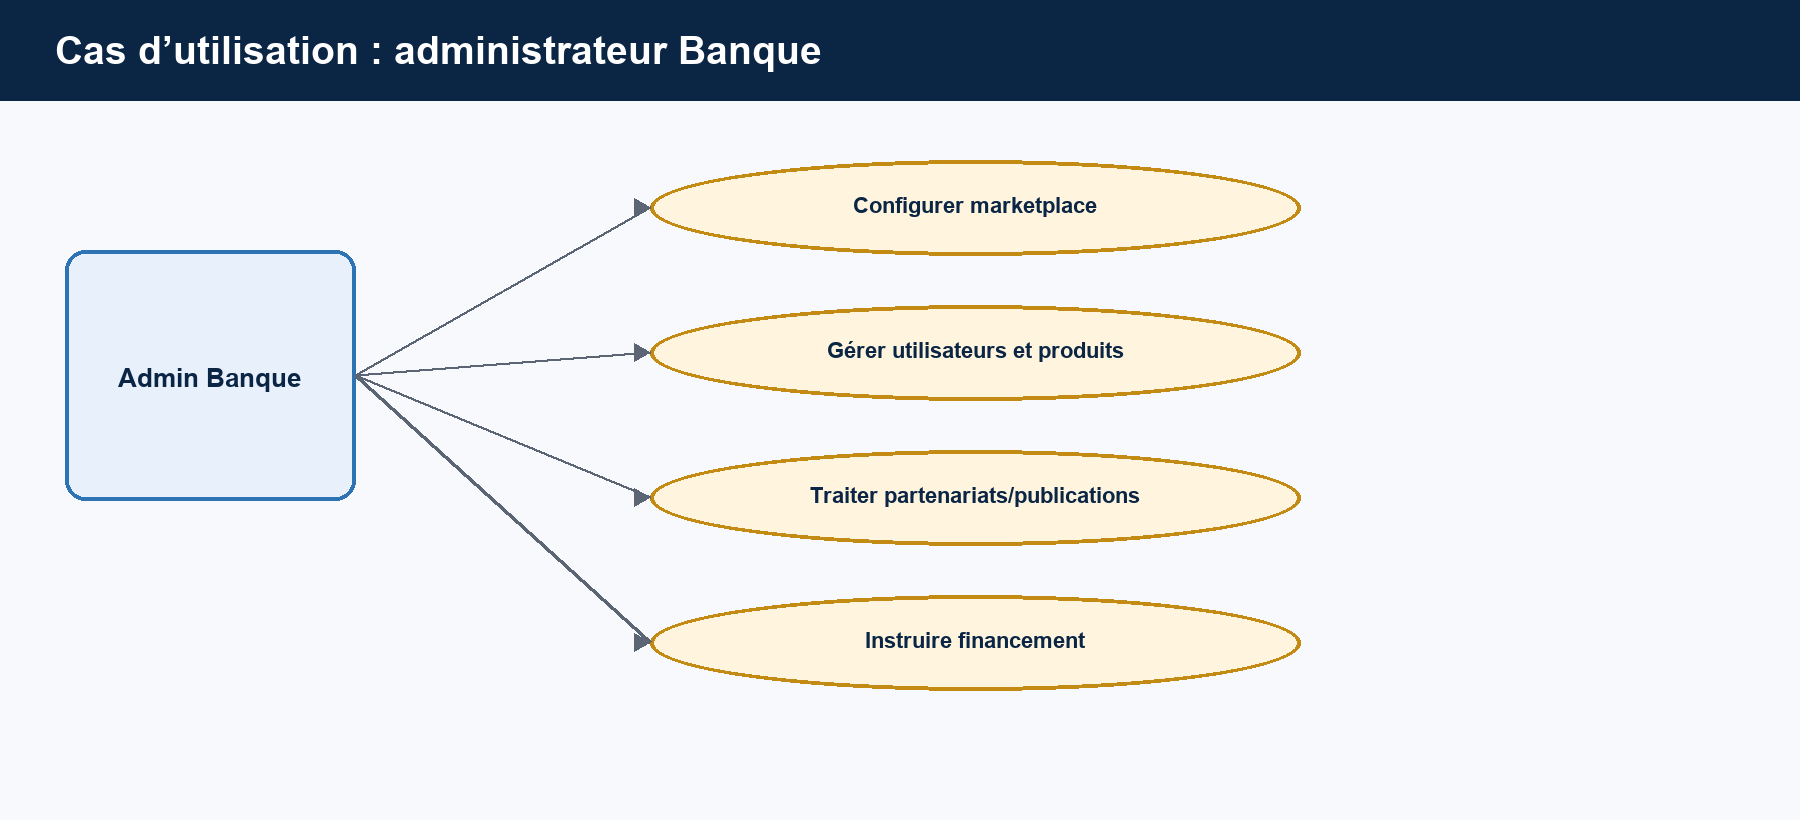 Cas d’utilisation : administrateur Banque
Configurer marketplace
Gérer utilisateurs et produits
Admin Banque
Traiter partenariats/publications
Instruire financement